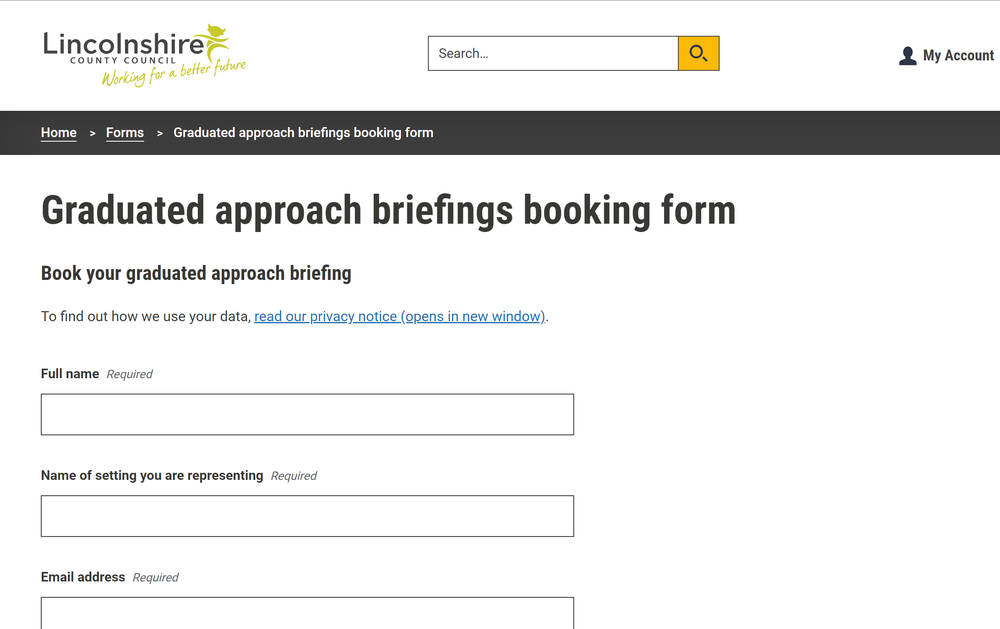 Lincolnshire
COUNTY COUNCIL
Working for a better future
Search...
My Account
Home > Forms > Graduated approach briefings booking form
Graduated approach briefings booking form
Book your graduated approach briefing
To find out how we use your data, read our privacy notice (opens in new window).
Full name Required
Name of setting you are representing Required
Email address Required